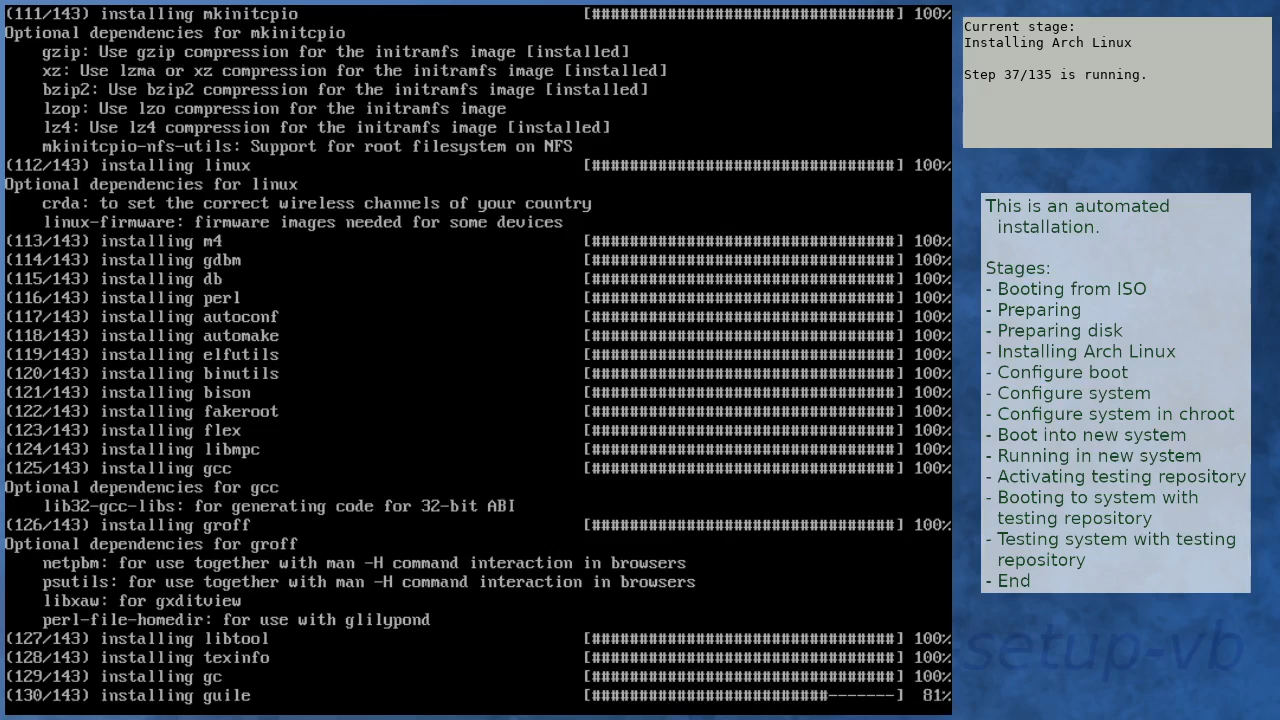 (111/143) installing mkinitcpio [################################] 100%
Optional dependencies for mkinitcpio
gzip: Use gzip compression for the initramfs image [installed]
xz: Use lzma or xz compression for the initramfs image [installed]
bzip2: Use bzip2 compression for the initramfs image [installed]
lzop: Use lzo compression for the initramfs image
lz4: Use lz4 compression for the initramfs image [installed]
mkinitcpio-nfs-utils: Support for root filesystem on NFS
(112/143) installing linux [################################] 100%
Optional dependencies for linux
crda: to set the correct wireless channels of your country
linux-firmware: firmware images needed for some devices
(113/143) installing m4 [################################] 100%
(114/143) installing gdbm [################################] 100%
(115/143) installing db [################################] 100%
(116/143) installing perl [################################] 100%
(117/143) installing autoconf [################################] 100%
(118/143) installing automake [################################] 100%
(119/143) installing elfutils [################################] 100%
(120/143) installing binutils [################################] 100%
(121/143) installing bison [################################] 100%
(122/143) installing fakeroot [################################] 100%
(123/143) installing flex [################################] 100%
(124/143) installing libmpc [################################] 100%
(125/143) installing gcc [################################] 100%
Optional dependencies for gcc
lib32-gcc-libs: for generating code for 32-bit ABI
(126/143) installing groff [################################] 100%
Optional dependencies for groff
netpbm: for use together with man -H command interaction in browsers
psutils: for use together with man -H command interaction in browsers
libxaw: for gxditview
perl-file-homedir: for use with glilypond
(127/143) installing libtool [################################] 100%
(128/143) installing texinfo [################################] 100%
(129/143) installing gc [################################] 100%
(130/143) installing guile [#########################-------] 81%
Current stage:
Installing Arch Linux
Step 37/135 is running.
This is an automated
installation.
Stages:
- Booting from ISO
- Preparing
- Preparing disk
- Installing Arch Linux
- Configure boot
- Configure system
- Configure system in chroot
- Boot into new system
- Running in new system
- Activating testing repository
- Booting to system with
testing repository
- Testing system with testing
repository
- End
setup-vb